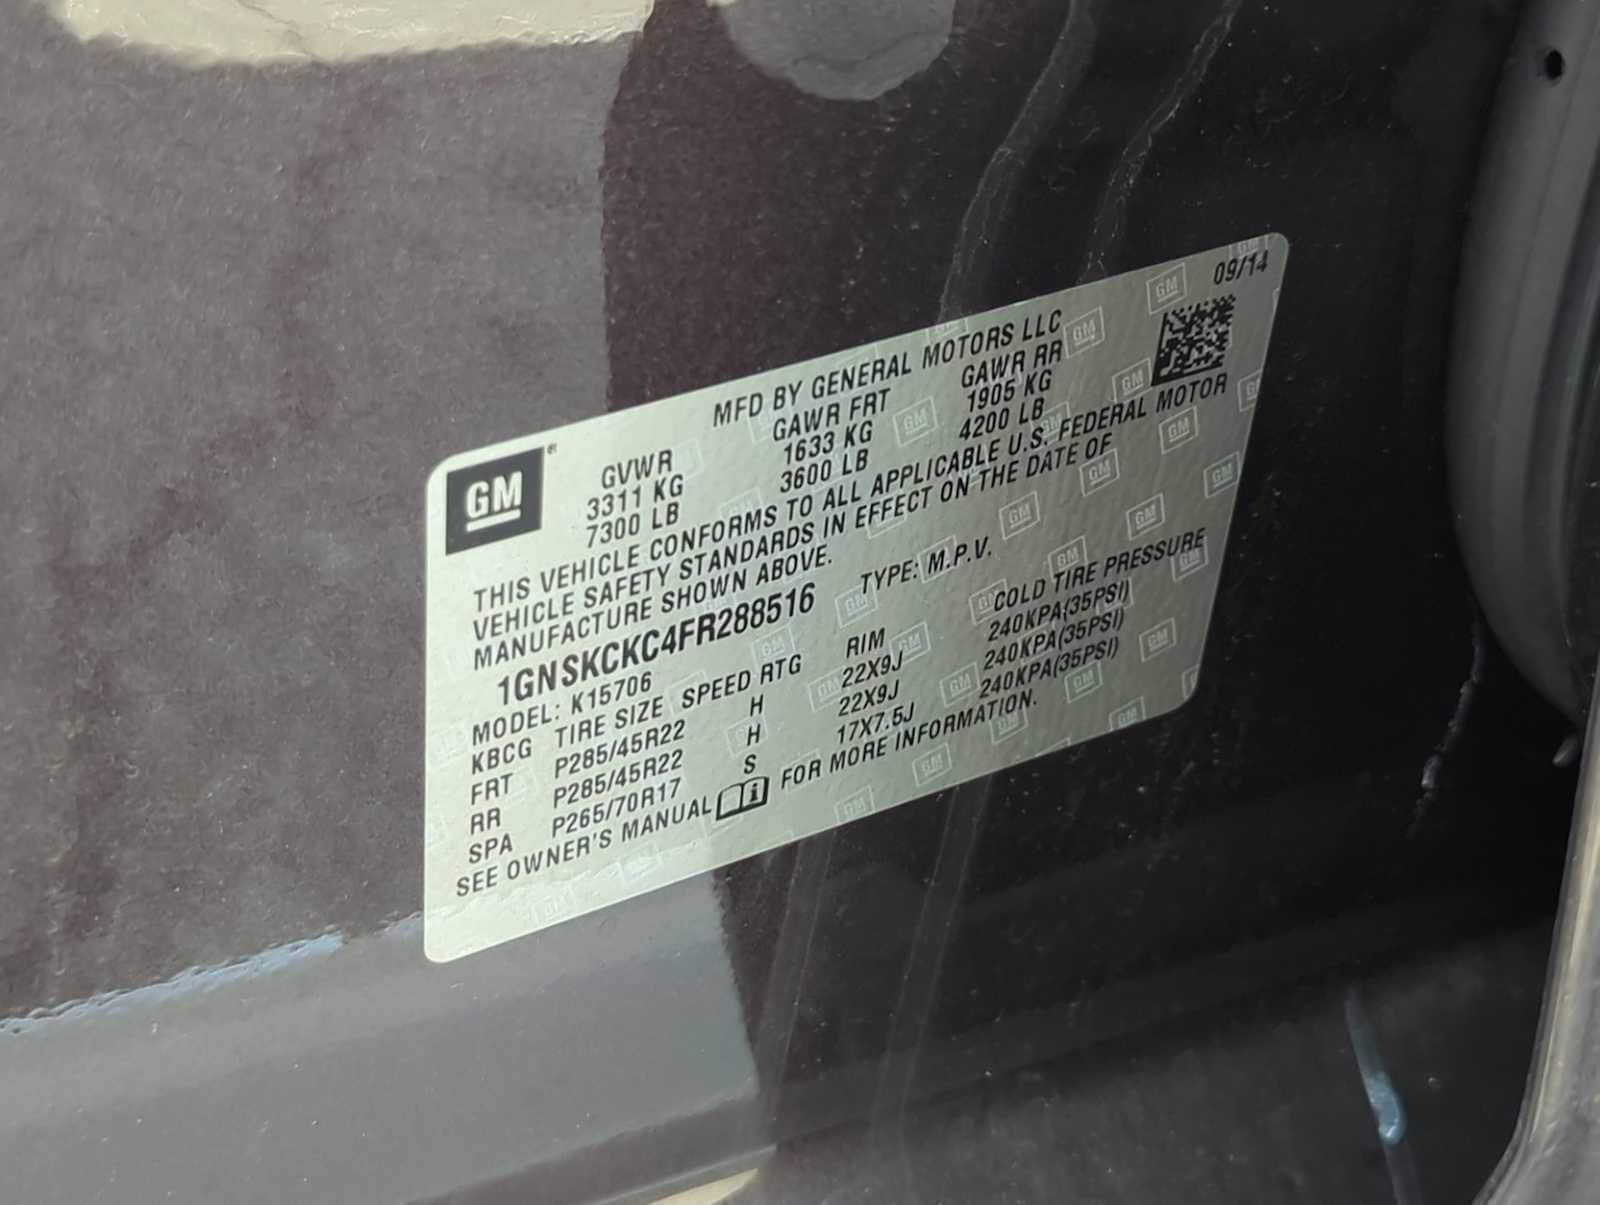 09/14
MFD BY GENERAL MOTORS LLC
GM
GVWR GAWR FRT GAWR RR
3311 KG 1633 KG 1905 KG
7300 LB 3600 LB 4200 LB
THIS VEHICLE CONFORMS TO ALL APPLICABLE U.S. FEDERAL MOTOR
VEHICLE SAFETY STANDARDS IN EFFECT ON THE DATE OF
MANUFACTURE SHOWN ABOVE.
1GNSKCKC4FR288516 TYPE: M.P.V.
MODEL: K15706
KBCG TIRE SIZE SPEED RTG RIM COLD TIRE PRESSURE
FRT P285/45R22 H 22X9J 240KPA(35PSI)
RR P285/45R22 H 22X9J 240KPA(35PSI)
SPA P265/70R17 S 17X7.5J 240KPA(35PSI)
SEE OWNER'S MANUAL FOR MORE INFORMATION.